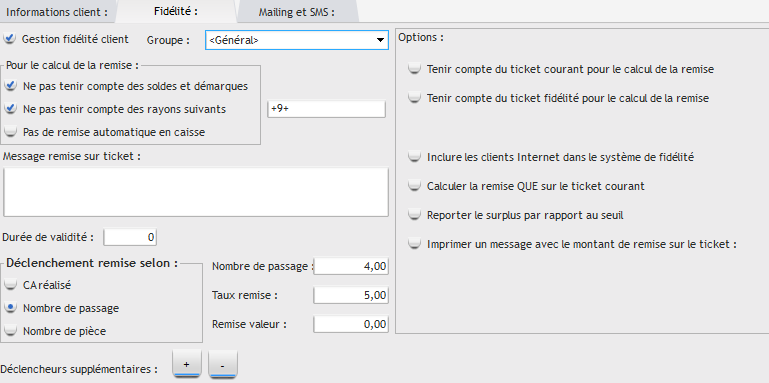 Informations client :
Fidélité :
Mailing et SMS :
Gestion fidélité client
Groupe :
<Général>
Pour le calcul de la remise :
Ne pas tenir compte des soldes et démarques
Ne pas tenir compte des rayons suivants
+9+
Pas de remise automatique en caisse
Message remise sur ticket :
Durée de validité :
0
Déclenchement remise selon :
CA réalisé
Nombre de passage
Nombre de pièce
Nombre de passage :
4,00
Taux remise :
5,00
Remise valeur :
0,00
Déclencheurs supplémentaires :
+
-
Options :
Tenir compte du ticket courant pour le calcul de la remise
Tenir compte du ticket fidélité pour le calcul de la remise
Inclure les clients Internet dans le système de fidélité
Calculer la remise QUE sur le ticket courant
Reporter le surplus par rapport au seuil
Imprimer un message avec le montant de remise sur le ticket :